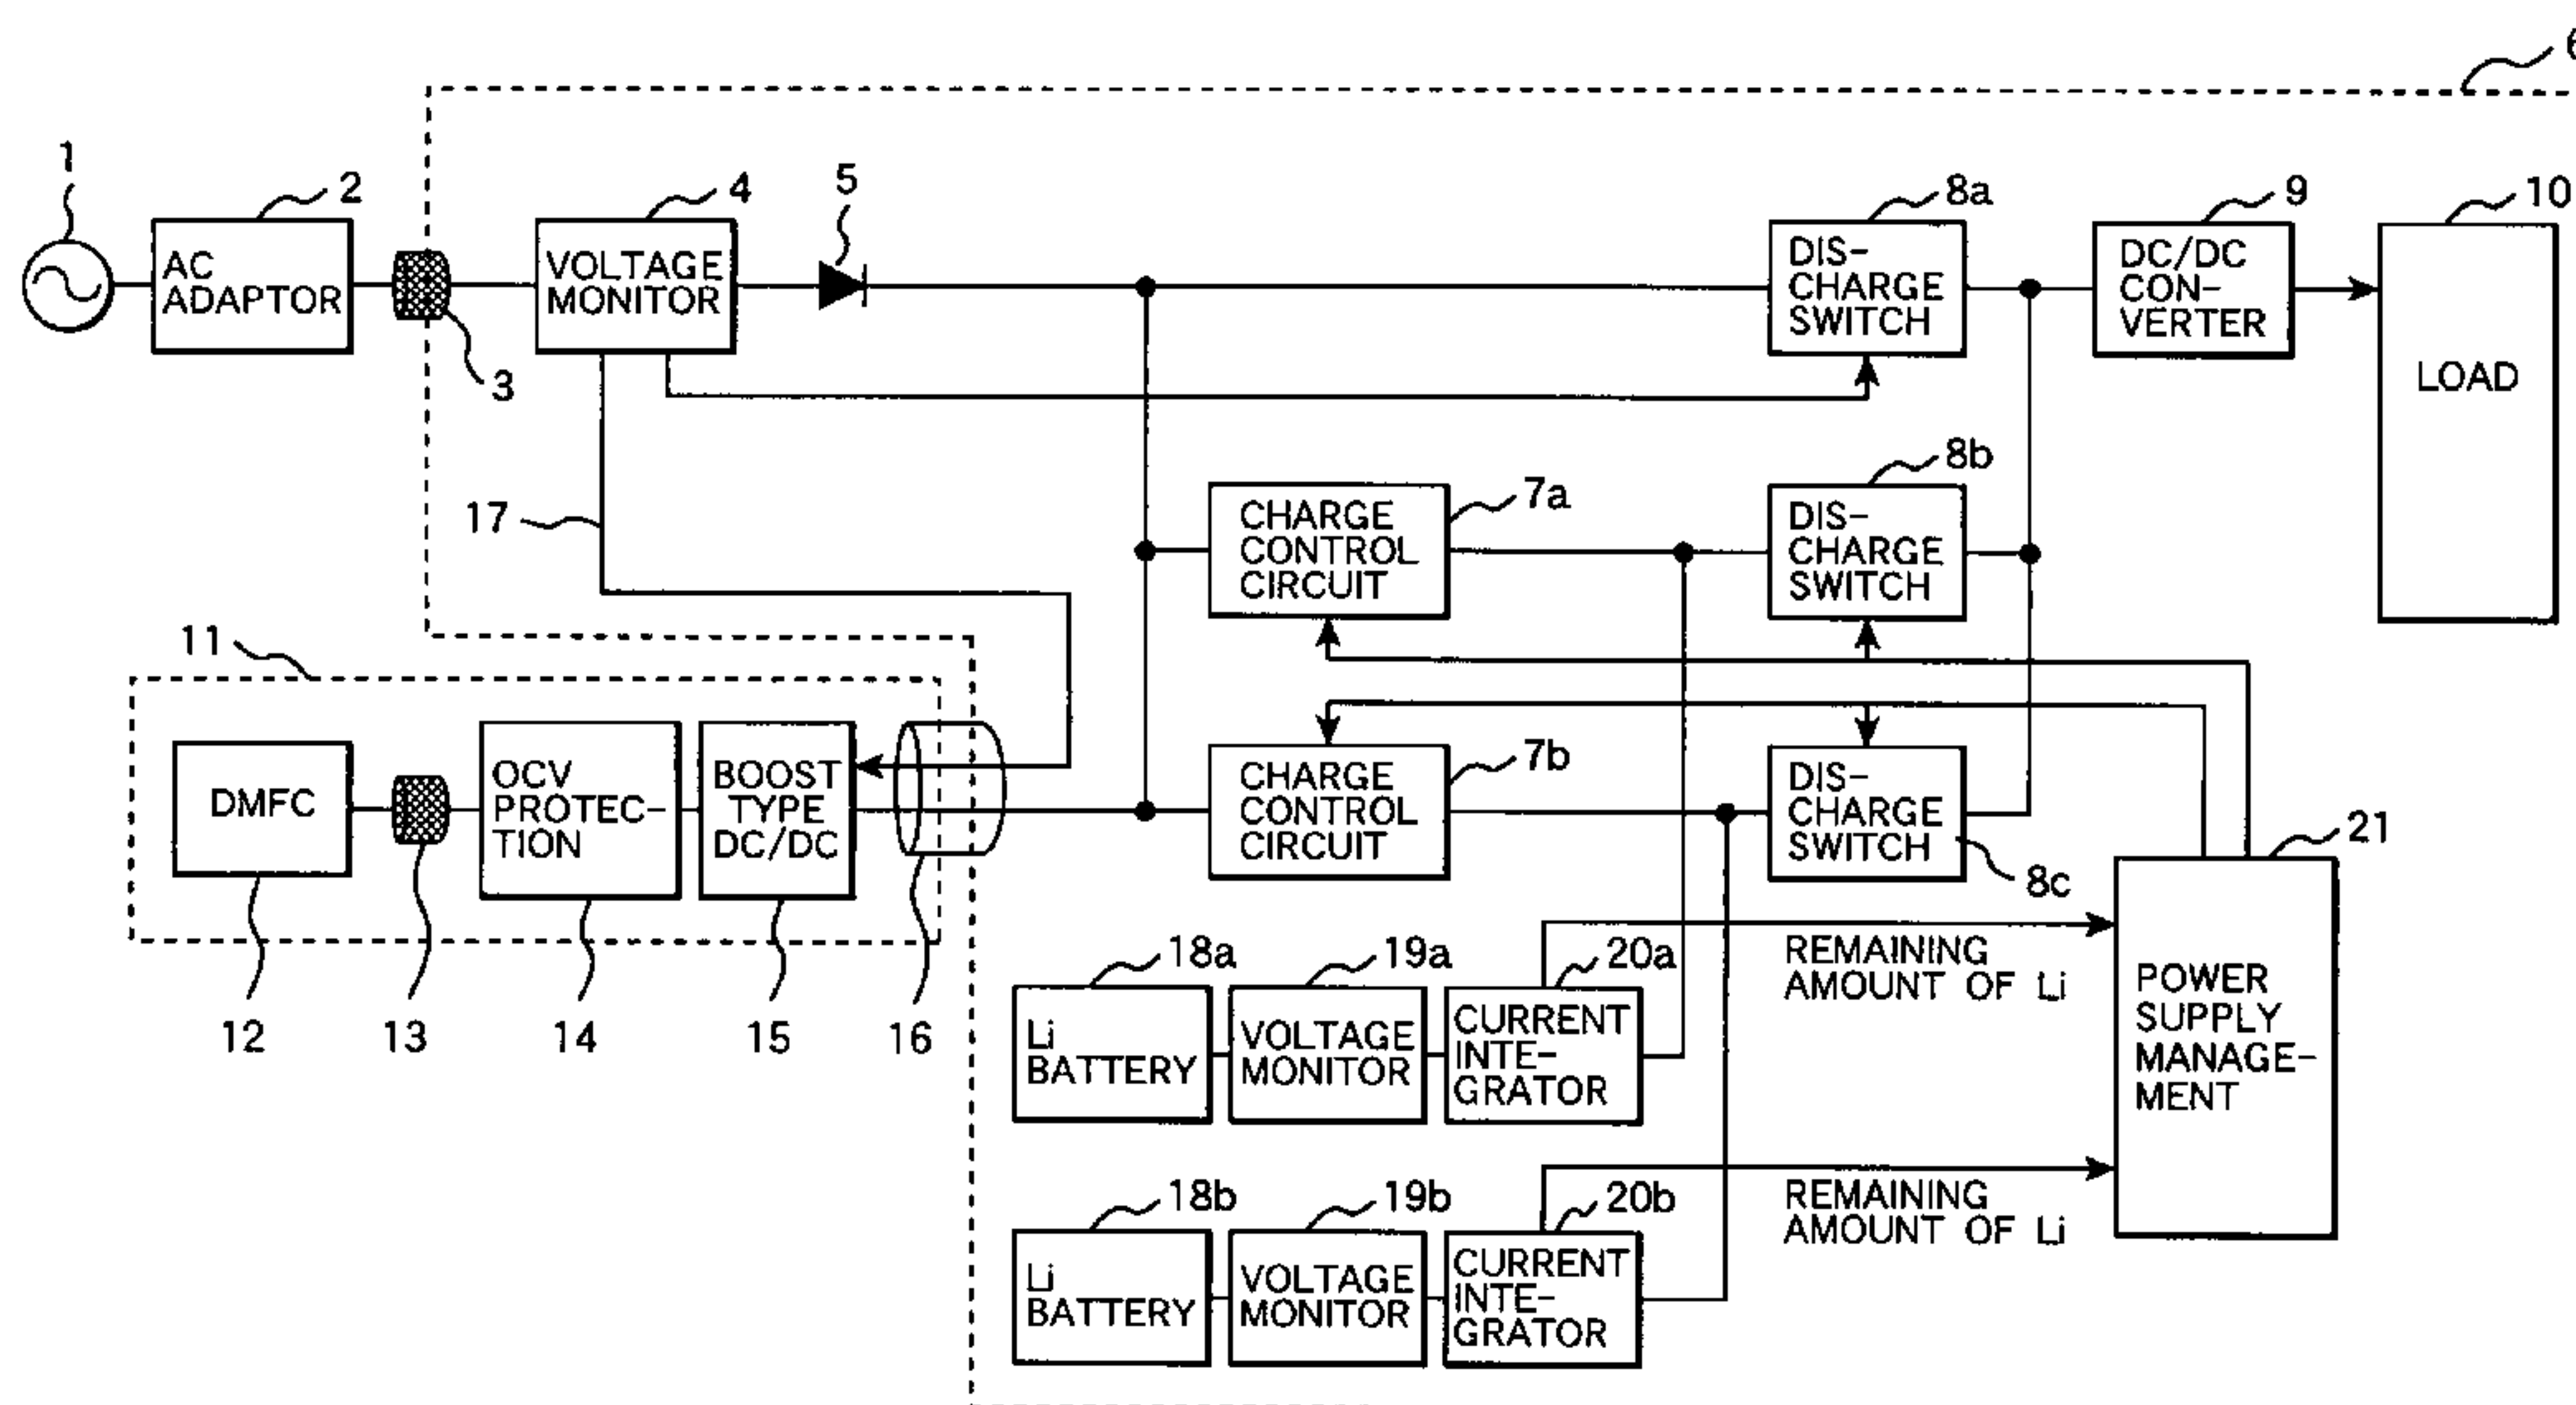 6
1
2
4
5
8a
9
10
AC
ADAPTOR
VOLTAGE
MONITOR
DIS-
CHARGE
SWITCH
DC/DC
CON-
VERTER
LOAD
3
17
7a
8b
CHARGE
CONTROL
CIRCUIT
DIS-
CHARGE
SWITCH
11
DMFC
OCV
PROTEC-
TION
BOOST
TYPE
DC/DC
7b
CHARGE
CONTROL
CIRCUIT
DIS-
CHARGE
SWITCH
8c
21
12
13
14
15
16
18a
19a
20a
Li
BATTERY
VOLTAGE
MONITOR
CURRENT
INTE-
GRATOR
REMAINING
AMOUNT OF Li
POWER
SUPPLY
MANAGE-
MENT
18b
19b
20b
Li
BATTERY
VOLTAGE
MONITOR
CURRENT
INTE-
GRATOR
REMAINING
AMOUNT OF Li